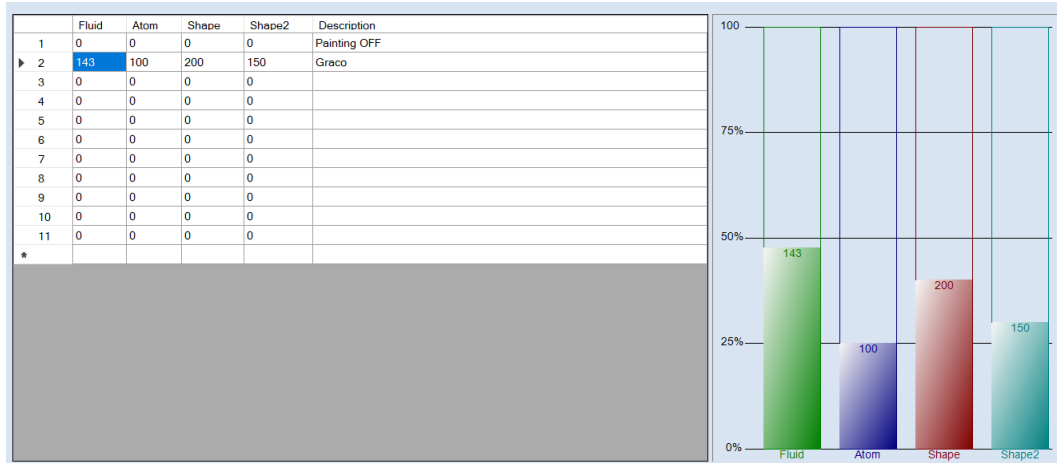 Fluid Atom Shape Shape2 Description
1 0 0 0 0 Painting OFF
2 143 100 200 150 Graco
3 0 0 0 0
4 0 0 0 0
5 0 0 0 0
6 0 0 0 0
7 0 0 0 0
8 0 0 0 0
9 0 0 0 0
10 0 0 0 0
11 0 0 0 0
*
100
75%
50%
143
200
150
25%
100
0%
Fluid Atom Shape Shape2